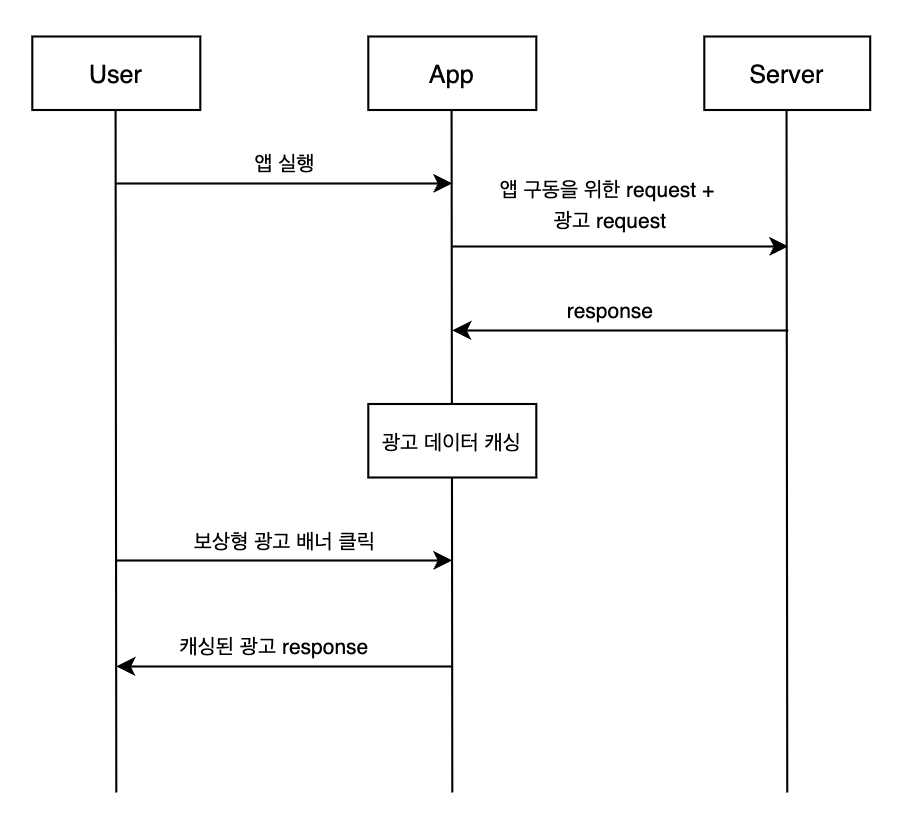 User
App
Server
앱 실행
앱 구동을 위한 request +
광고 request
response
광고 데이터 캐싱
보상형 광고 배너 클릭
캐싱된 광고 response